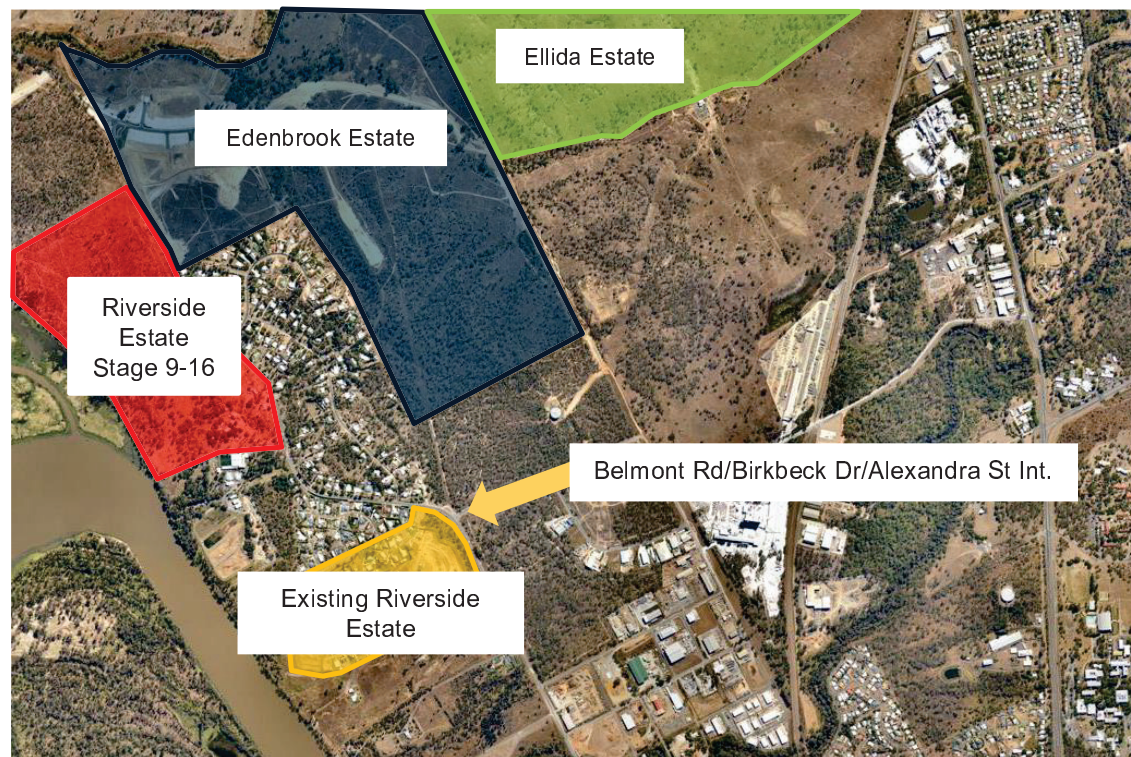 Ellida Estate
Edenbrook Estate
Riverside
Estate
Stage 9-16
Belmont Rd/Birkbeck Dr/Alexandra St Int.
Existing Riverside
Estate